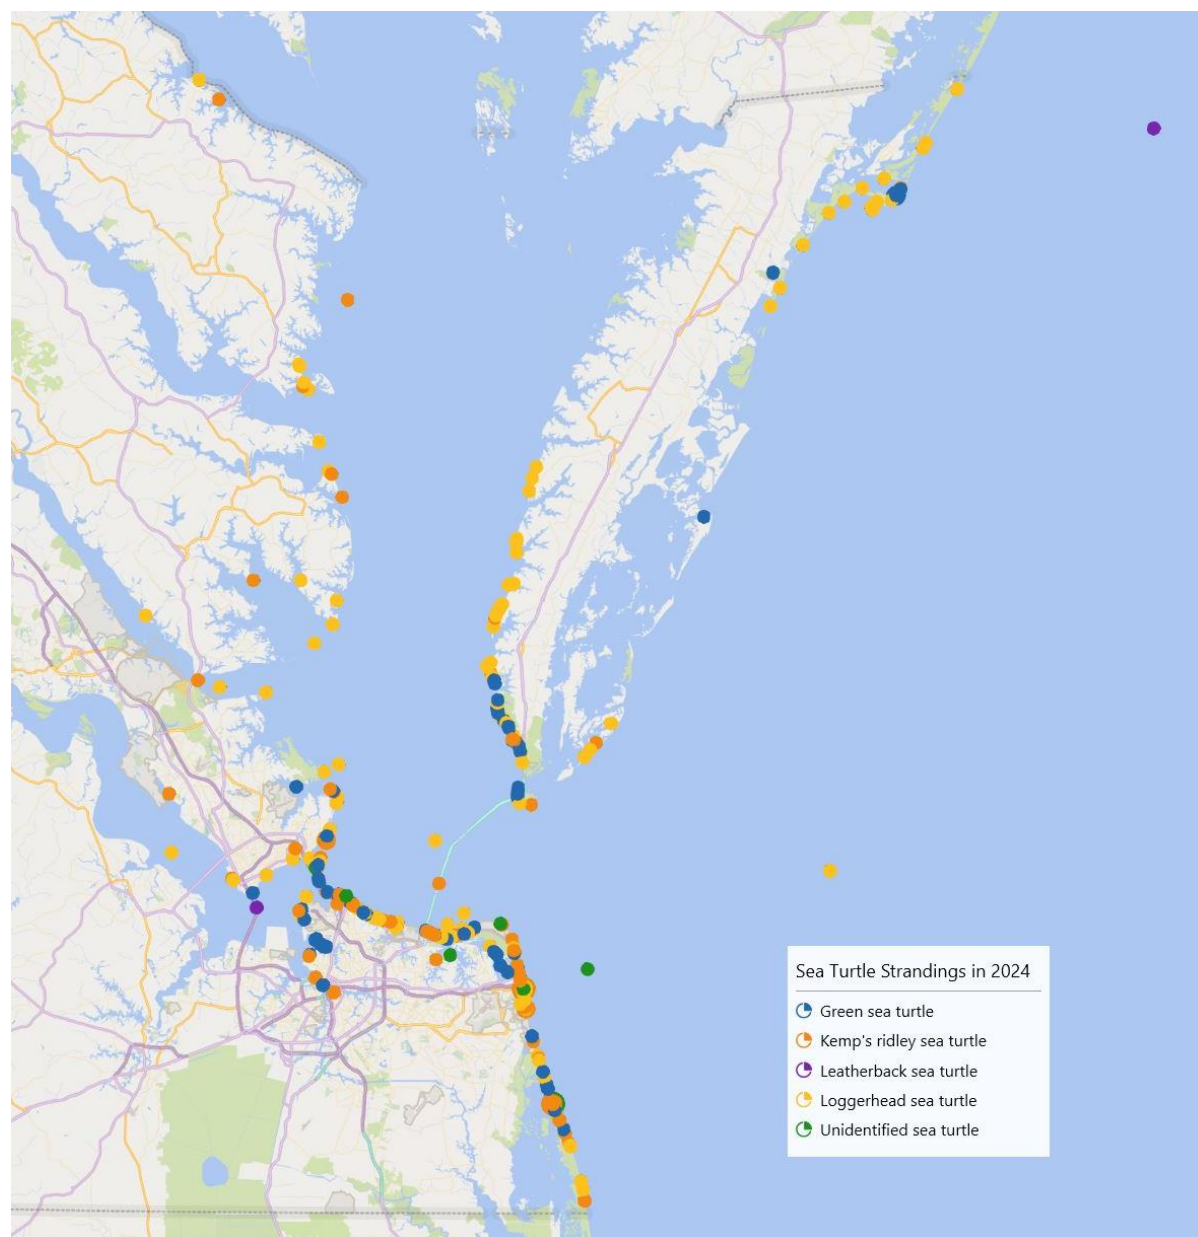 Sea Turtle Strandings in 2024
Green sea turtle
Kemp's ridley sea turtle
Leatherback sea turtle
Loggerhead sea turtle
Unidentified sea turtle